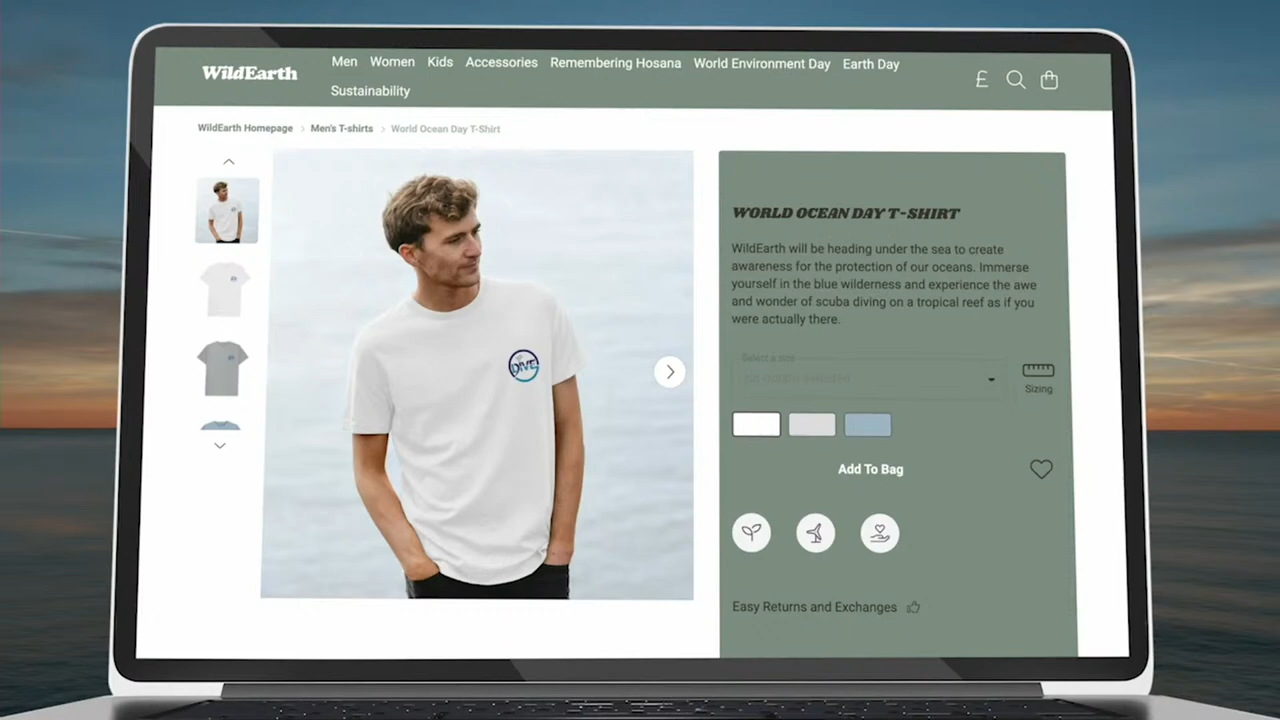 WildEarth
Men Women Kids Accessories Remembering Hosana World Environment Day Earth Day
Sustainability
£
WildEarth Homepage > Men's T-shirts > World Ocean Day T-Shirt
DIVE
WORLD OCEAN DAY T-SHIRT
WildEarth will be heading under the sea to create
awareness for the protection of our oceans. Immerse
yourself in the blue wilderness and experience the awe
and wonder of scuba diving on a tropical reef as if you
were actually there.
Select a size
Sizing
Add To Bag
Easy Returns and Exchanges